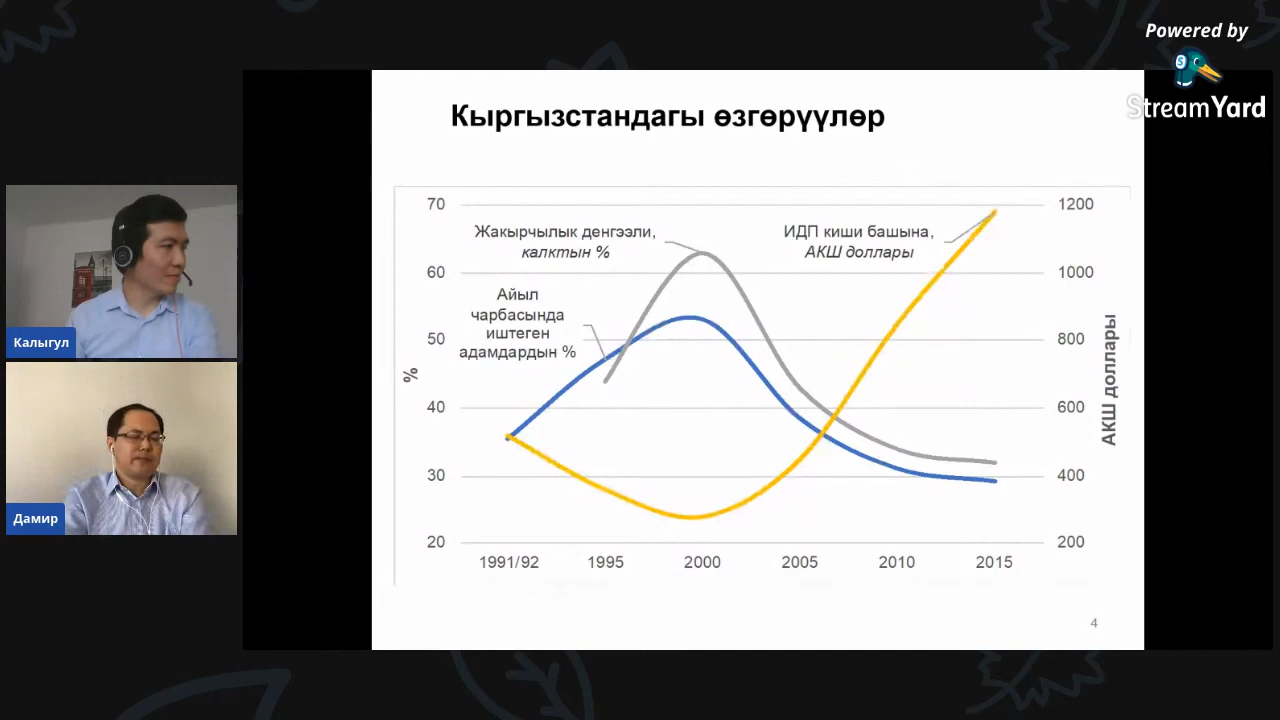 Powered by
StreamYard
Кыргызстандагы өзгөрүүлөр
Жакырчылык денгээли,
калктын %
ИДП киши башына,
АКШ доллары
Айыл
чарбасында
иштеген
адамдардын %
%
70
60
50
40
30
20
1200
1000
800
600
400
200
АКШ доллары
1991/92 1995 2000 2005 2010 2015
4
Калыгул
Дамир